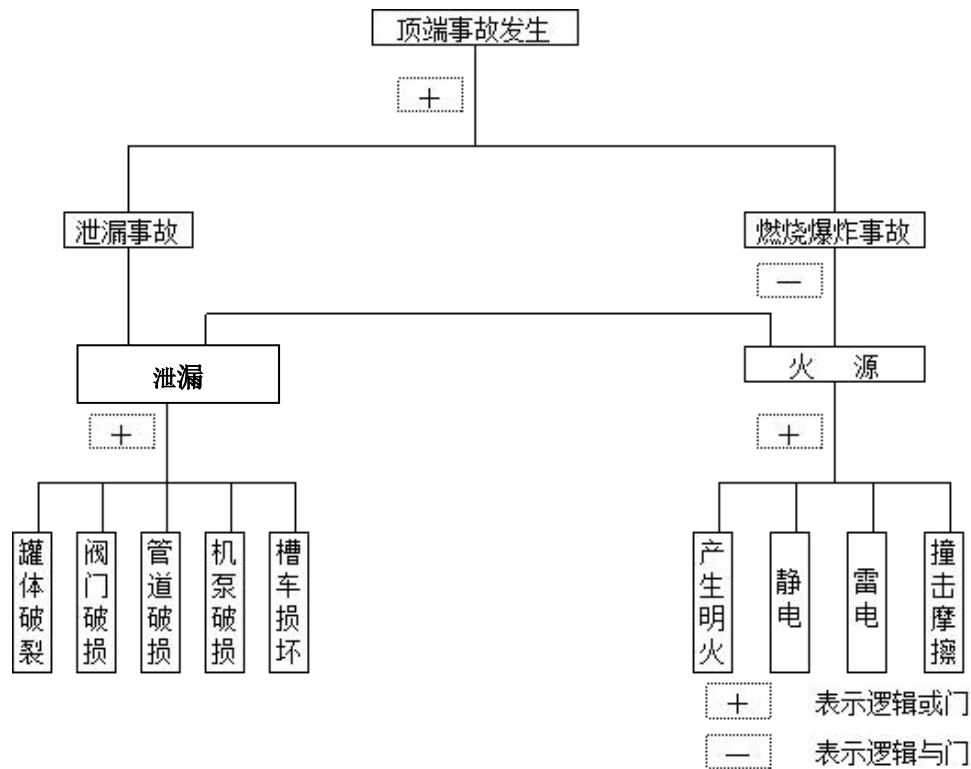 顶端事故发生
+
泄漏事故
燃烧爆炸事故
—
泄漏
火 源
+
+
罐体破裂
阀门破损
管道破损
机泵破损
槽车损坏
产生明火
静电
雷电
撞击摩擦
+ 表示逻辑或门
— 表示逻辑与门